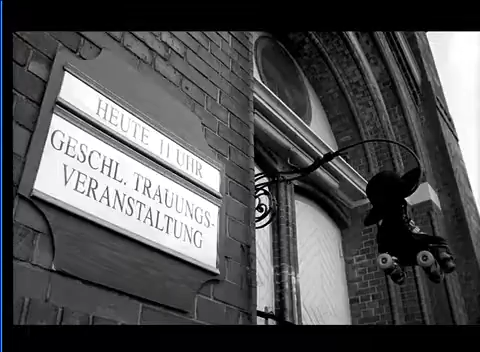 HEUTE 11 UHR
GESCHL. TRAUUNGS-
VERANSTALTUNG